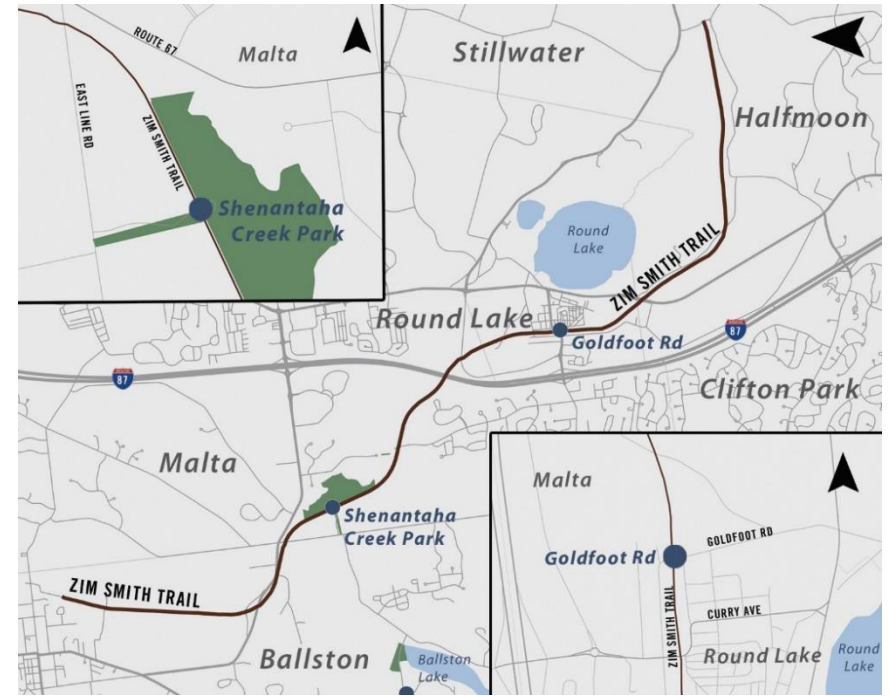 ROUTE 67
Malta
EAST LINE RD
ZIM SMITH TRAIL
Shenantaha
Creek Park
Stillwater
Halfmoon
Round
Lake
ZIM SMITH TRAIL
Round Lake
Goldfoot Rd
87
87
Clifton Park
Malta
Shenantaha
Creek Park
ZIM SMITH TRAIL
Ballston
Ballston
Lake
Malta
GOLDFOOT RD
Goldfoot Rd
ZIM SMITH TRAIL
CURRY AVE
Round Lake
Round
Lake